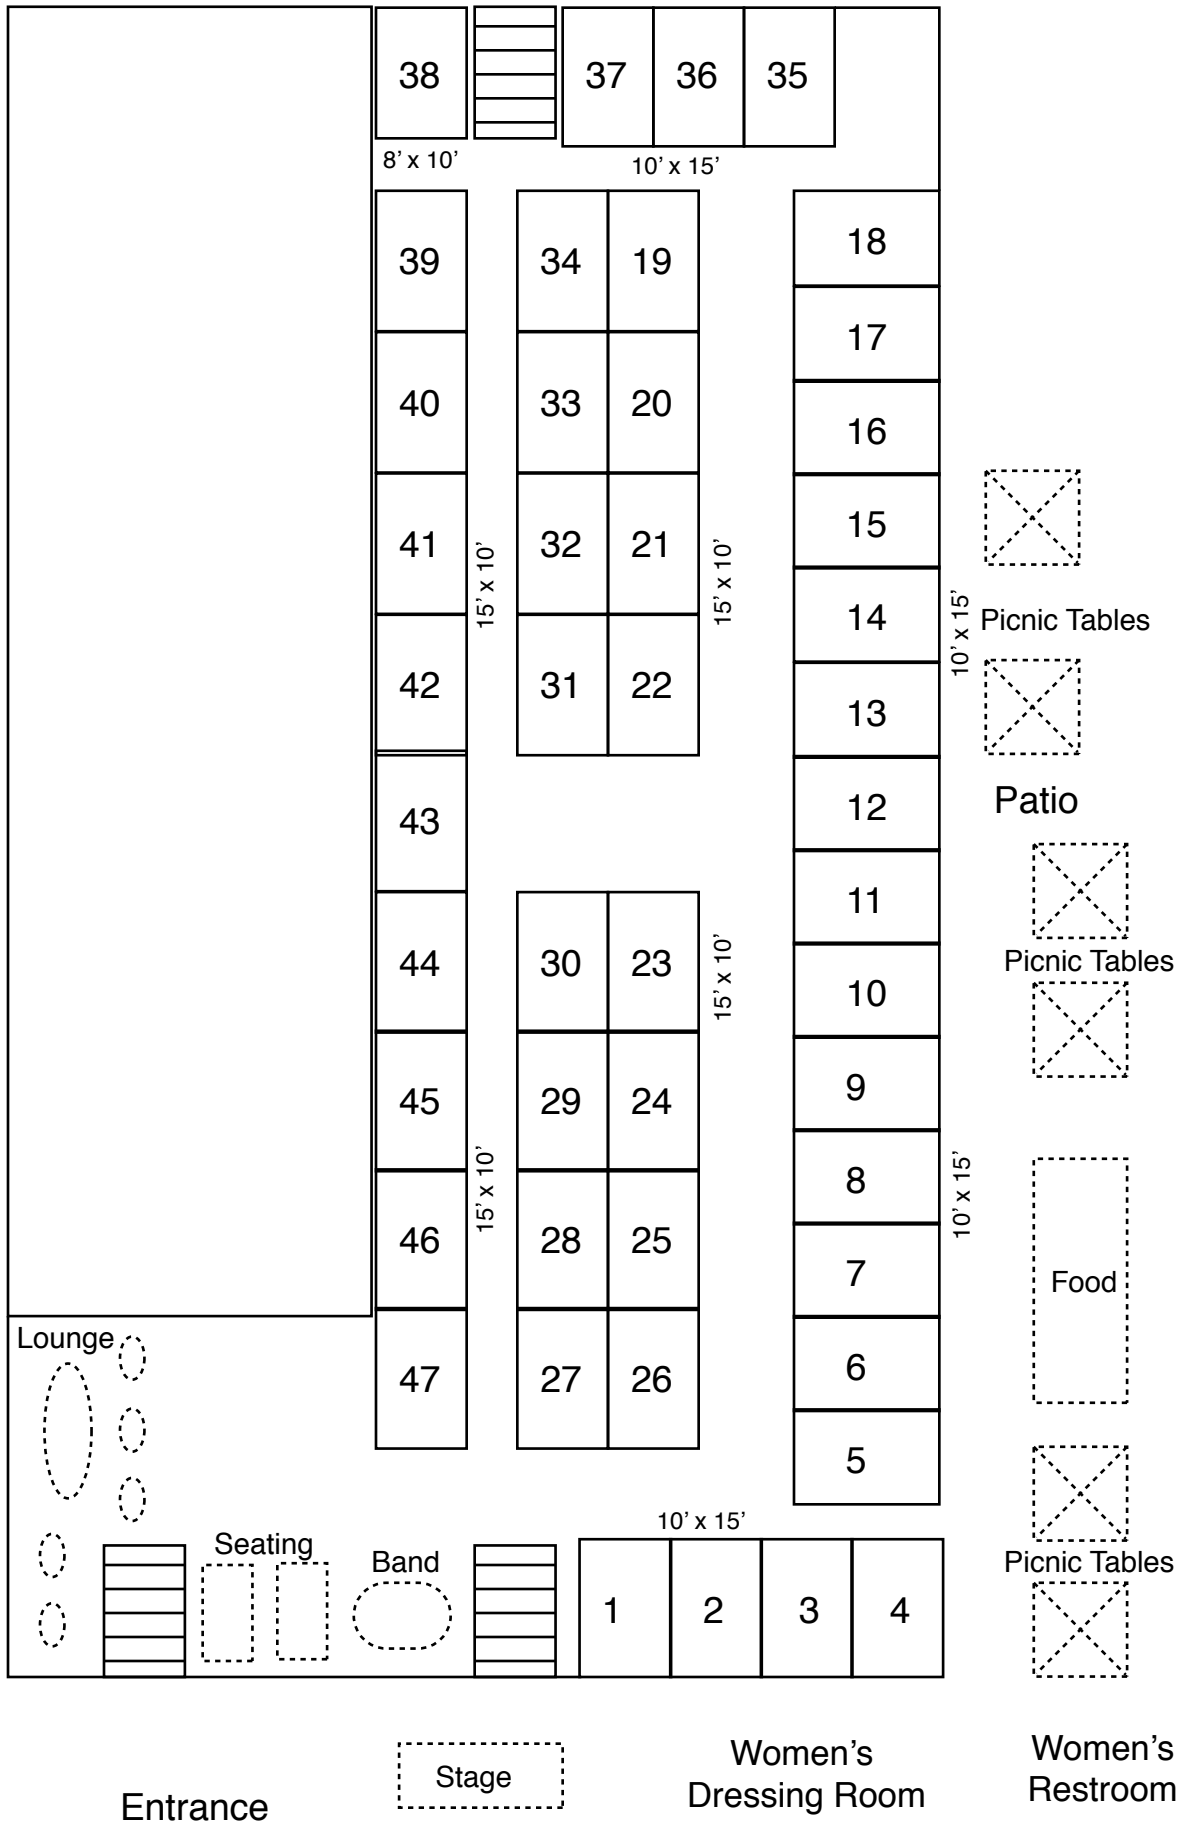 38
37 36 35
8’ x 10’
10’ x 15’
39 34 19 18
17
40 33 20 16
41 32 21 15
15’ x 10’
15’ x 10’
10’ x 15’
14
Picnic Tables
42 31 22 13
Patio
43 12
11
44 30 23 10
15’ x 10’
Picnic Tables
45 29 24 9
15’ x 10’
10’ x 15’
8
46 28 25 7
Food
Lounge
47 27 26 6
5
10’ x 15’
Seating
Band
Picnic Tables
1 2 3 4
Women’s
Dressing Room
Women’s
Restroom
Stage
Entrance